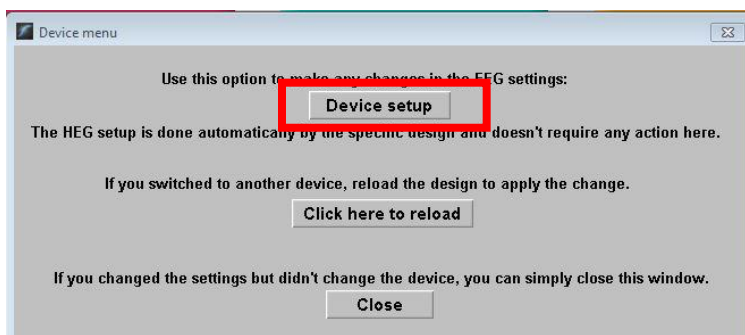 Device menu
Use this option to make any changes in the EEG settings:
Device setup
The HEG setup is done automatically by the specific design and doesn't require any action here.
If you switched to another device, reload the design to apply the change.
Click here to reload
If you changed the settings but didn't change the device, you can simply close this window.
Close